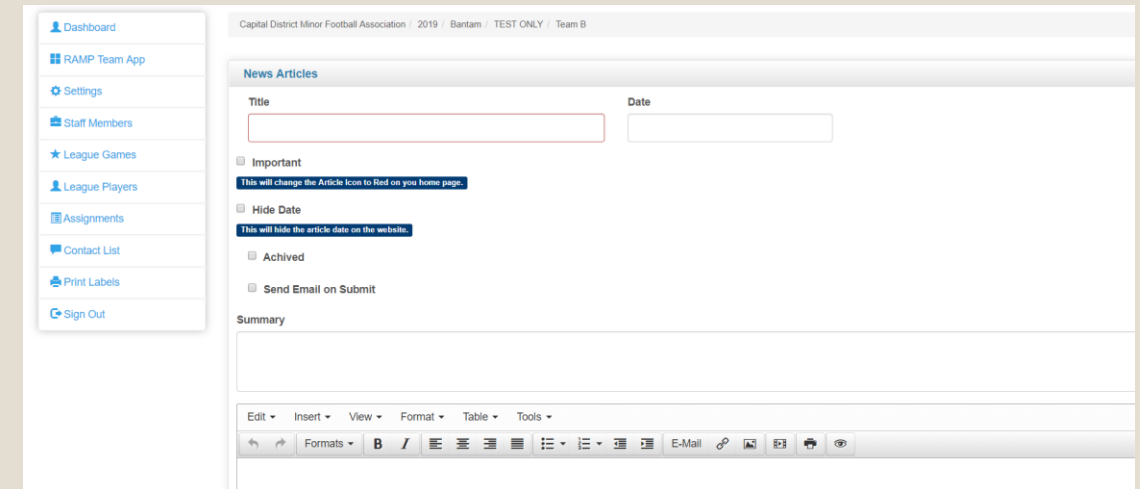 Dashboard
RAMP Team App
Settings
Staff Members
League Games
League Players
Assignments
Contact List
Print Labels
Sign Out
Capital District Minor Football Association / 2019 / Bantam / TEST ONLY / Team B
News Articles
Title Date
Important
This will change the Article Icon to Red on you home page.
Hide Date
This will hide the article date on the website.
Achived
Send Email on Submit
Summary
Edit Insert View Format Table Tools
Formats B I E-Mail